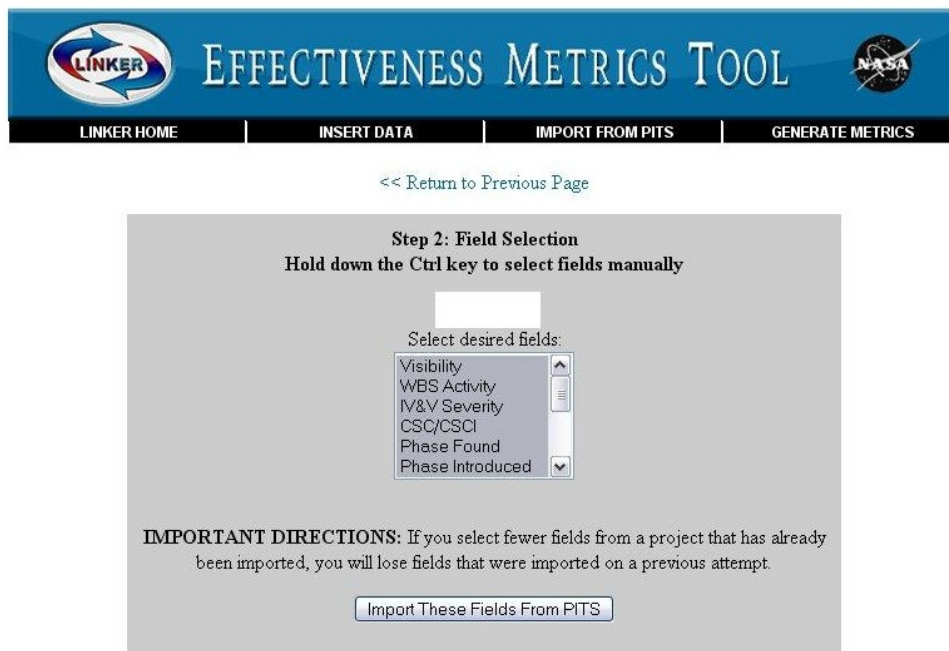 LINKER
EFFECTIVENESS METRICS TOOL
NASA
LINKER HOME
INSERT DATA
IMPORT FROM PITS
GENERATE METRICS
<< Return to Previous Page
Step 2: Field Selection
Hold down the Ctrl key to select fields manually
Select desired fields:
Visibility
WBS Activity
IV&V Severity
CSC/CSCI
Phase Found
Phase Introduced
IMPORTANT DIRECTIONS: If you select fewer fields from a project that has already
been imported, you will lose fields that were imported on a previous attempt.
Import These Fields From PITS